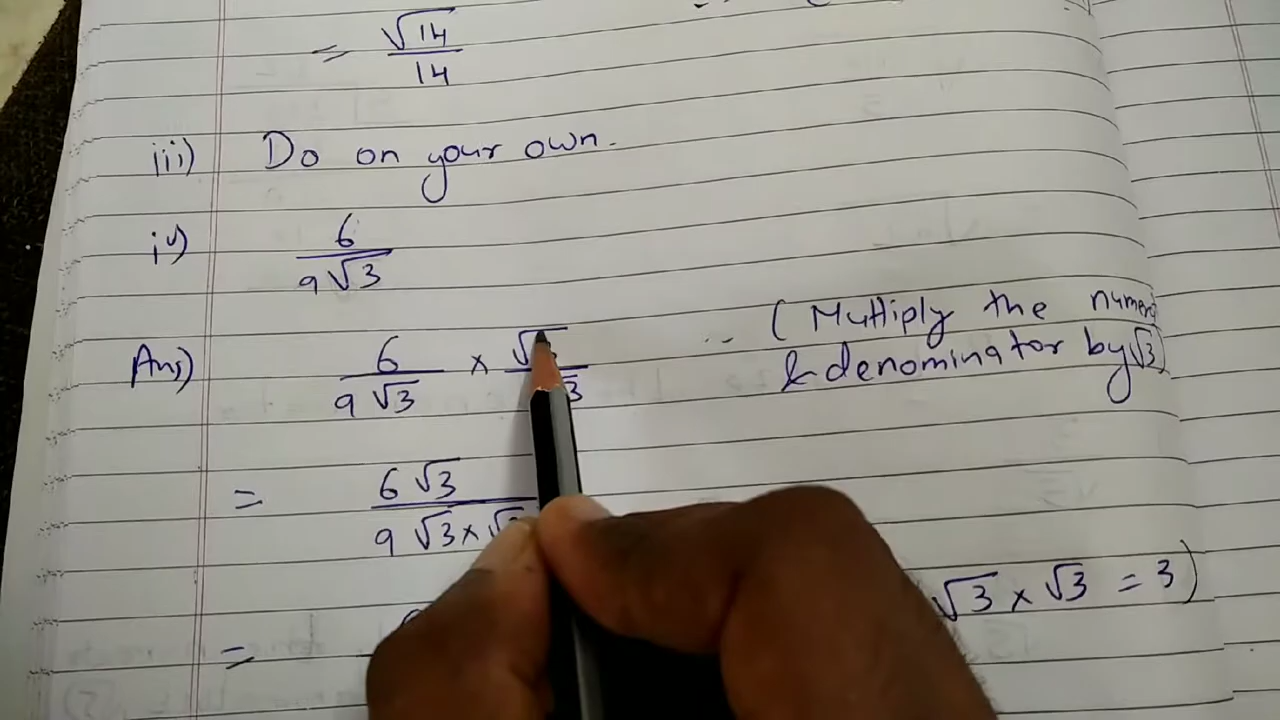 = √14 / 14
iii) Do on your own.
iv) 6 / 9√3
Ans) 6 / 9√3 × √ / √3 .. ( Multiply the numer
& denominator by √3)
= 6√3 / 9√3×√
= √3 × √3 = 3)